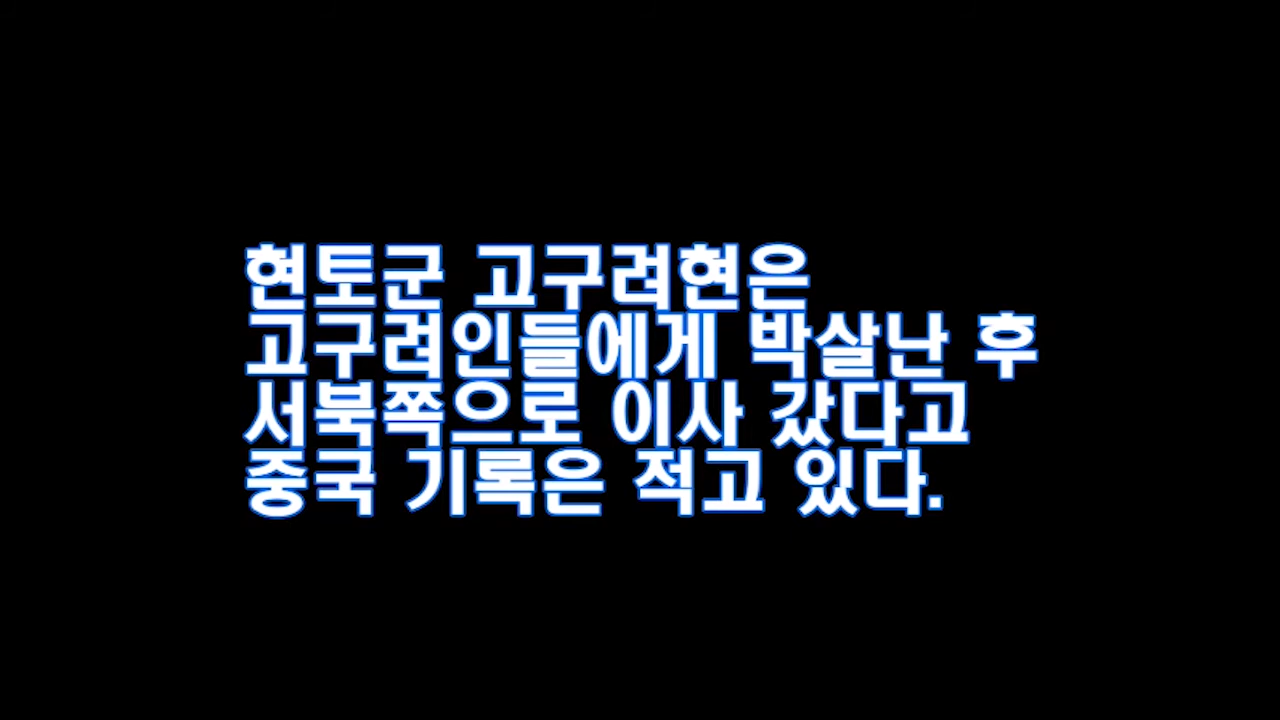 현토군 고구려현은
고구려인들에게 박살난 후
서북쪽으로 이사 갔다고
중국 기록은 적고 있다.